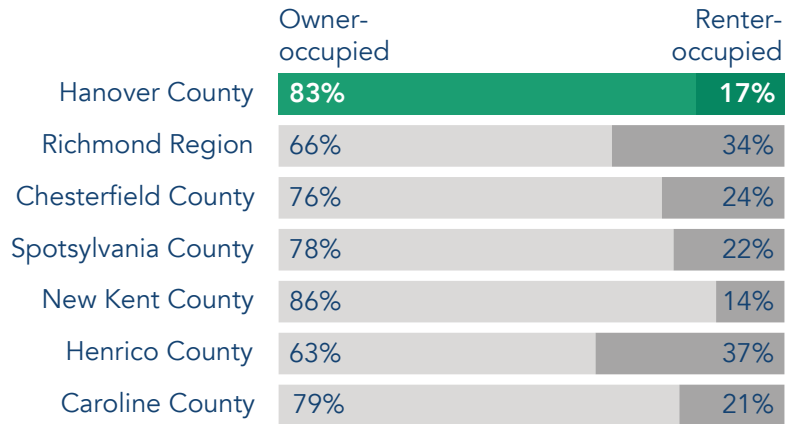 Owner-
occupied
Renter-
occupied
Hanover County 83% 17%
Richmond Region 66% 34%
Chesterfield County 76% 24%
Spotsylvania County 78% 22%
New Kent County 86% 14%
Henrico County 63% 37%
Caroline County 79% 21%